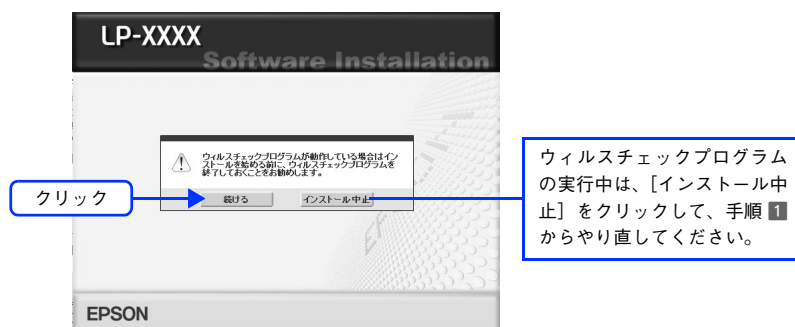 LP-XXXX
Software Installation
ウィルスチェックプログラムが動作している場合はイン
ストールを始める前に、ウィルスチェックプログラムを
終了しておくことをお勧めします。
クリック
続ける
インストール中止
ウィルスチェックプログラム
の実行中は、［インストール中
止］をクリックして、手順 1
からやり直してください。
EPSON